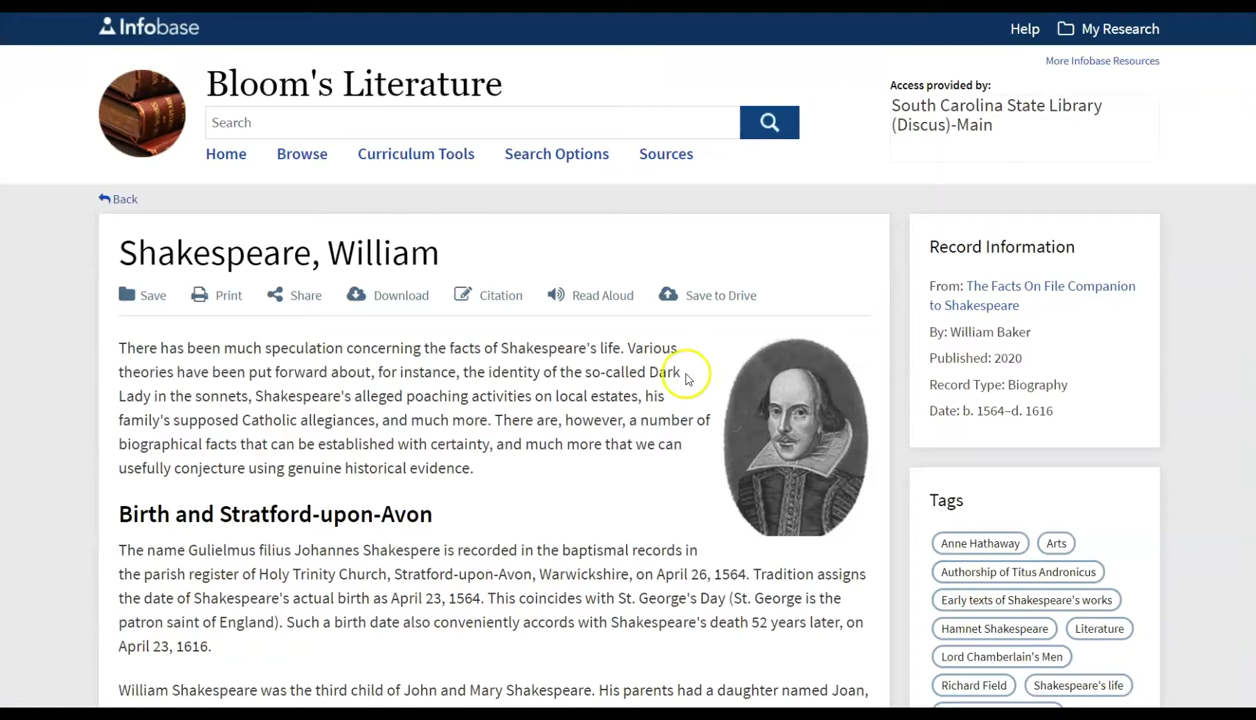 Infobase
Help
My Research
More Infobase Resources
Bloom's Literature
Access provided by:
South Carolina State Library
(Discus)-Main
Search
Home
Browse
Curriculum Tools
Search Options
Sources
Back
Shakespeare, William
Save
Print
Share
Download
Citation
Read Aloud
Save to Drive
There has been much speculation concerning the facts of Shakespeare's life. Various
theories have been put forward about, for instance, the identity of the so-called Dark
Lady in the sonnets, Shakespeare's alleged poaching activities on local estates, his
family's supposed Catholic allegiances, and much more. There are, however, a number of
biographical facts that can be established with certainty, and much more that we can
usefully conjecture using genuine historical evidence.
Birth and Stratford-upon-Avon
The name Gulielmus filius Johannes Shakespere is recorded in the baptismal records in
the parish register of Holy Trinity Church, Stratford-upon-Avon, Warwickshire, on April 26, 1564. Tradition assigns
the date of Shakespeare's actual birth as April 23, 1564. This coincides with St. George's Day (St. George is the
patron saint of England). Such a birth date also conveniently accords with Shakespeare's death 52 years later, on
April 23, 1616.
William Shakespeare was the third child of John and Mary Shakespeare. His parents had a daughter named Joan,
Record Information
From: The Facts On File Companion
to Shakespeare
By: William Baker
Published: 2020
Record Type: Biography
Date: b. 1564–d. 1616
Tags
Anne Hathaway
Arts
Authorship of Titus Andronicus
Early texts of Shakespeare's works
Hamnet Shakespeare
Literature
Lord Chamberlain's Men
Richard Field
Shakespeare's life